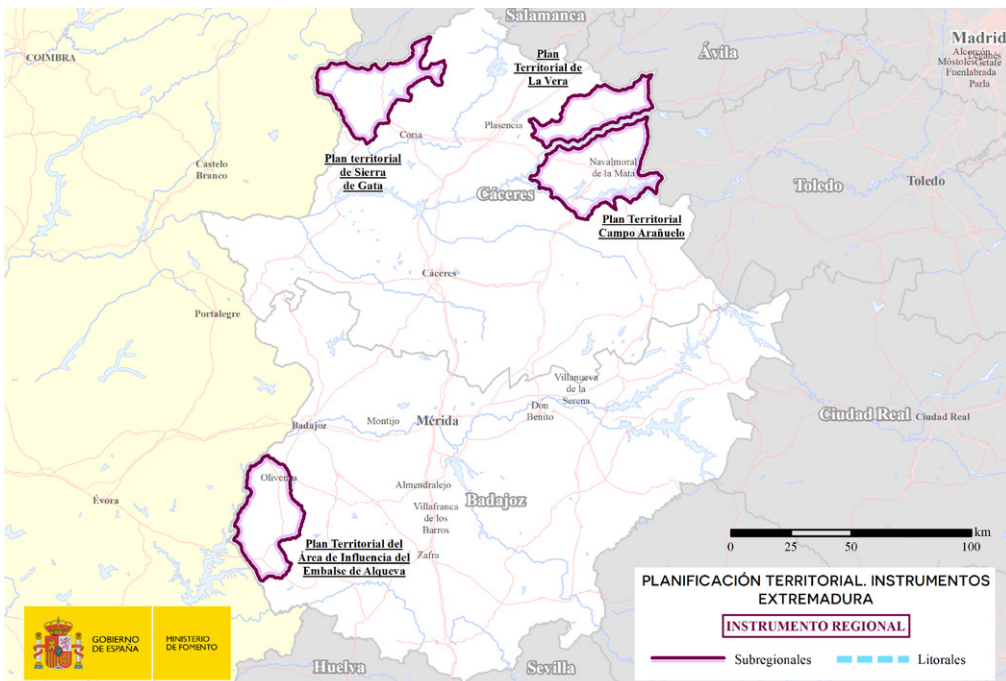 Salamanca
COIMBRA
Ávila
Madrid
Alcorcón
Leganés
Móstoles
Getafe
Fuenlabrada
Parla
Plan
Territorial de
La Vera
Coria
Plasencia
Plan territorial
de Sierra
de Gata
Castelo
Branco
Navalmoral
de la Mata
Cáceres
Toledo
Toledo
Plan Territorial
Campo Arañuelo
Cáceres
Portalegre
Villanueva
de la
Serena
Don
Benito
Badajoz
Montijo
Mérida
Ciudad Real
Ciudad Real
Olivenza
Almendralejo
Badajoz
Évora
Villafranca
de los
Barros
Zafra
Plan Territorial del
Área de Influencia del
Embalse de Alqueva
km
0 25 50 100
PLANIFICACIÓN TERRITORIAL. INSTRUMENTOS
EXTREMADURA
INSTRUMENTO REGIONAL
Subregionales Litorales
GOBIERNO
DE ESPAÑA
MINISTERIO
DE FOMENTO
Huelva
Sevilla